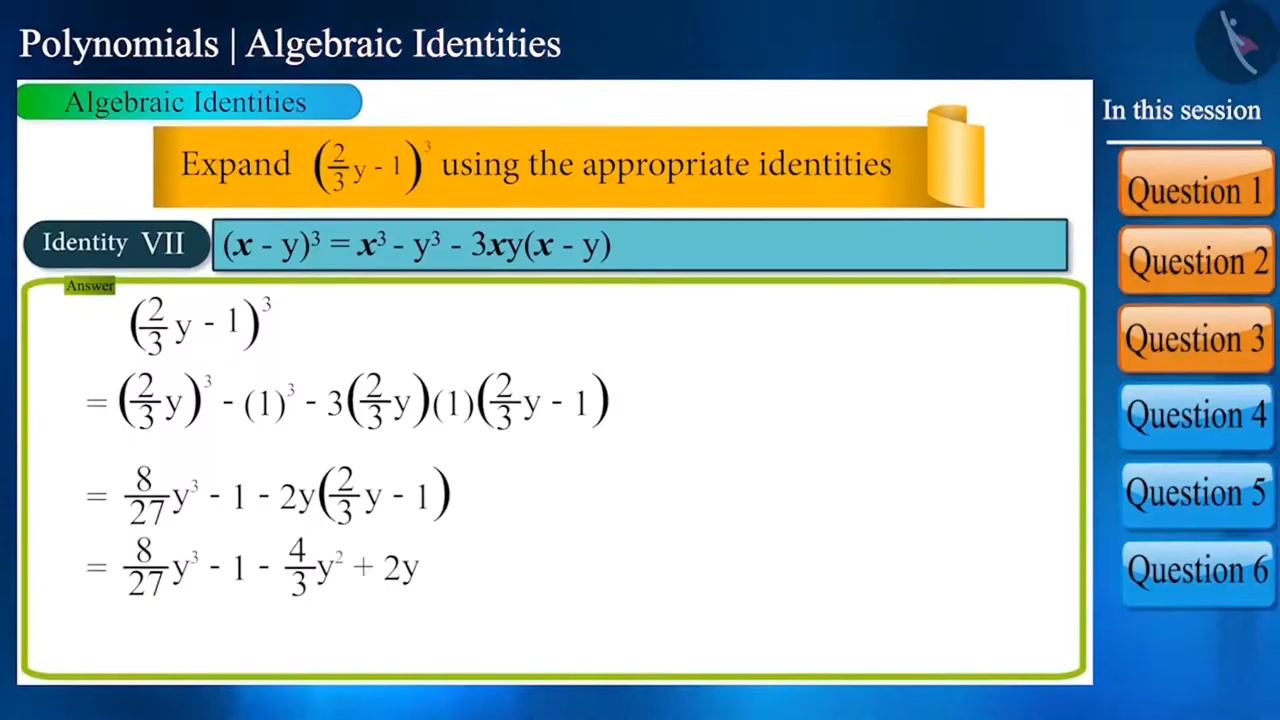 Polynomials | Algebraic Identities
Algebraic Identities
Expand (2/3 y - 1)³ using the appropriate identities
Identity VII
(x - y)³ = x³ - y³ - 3xy(x - y)
Answer
(2/3 y - 1)³
= (2/3 y)³ - (1)³ - 3(2/3 y)(1)(2/3 y - 1)
= 8/27 y³ - 1 - 2y(2/3 y - 1)
= 8/27 y³ - 1 - 4/3 y² + 2y
In this session
Question 1
Question 2
Question 3
Question 4
Question 5
Question 6